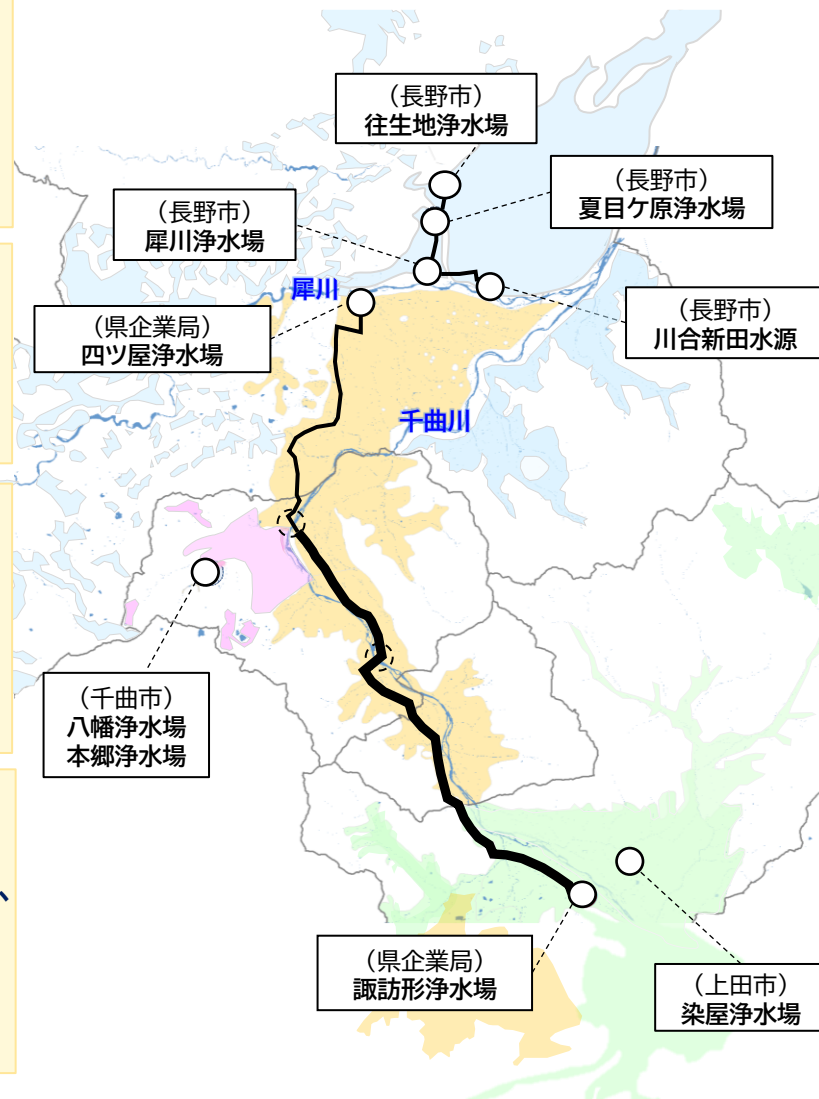 （長野市）
往生地浄水場
（長野市）
夏目ケ原浄水場
（長野市）
犀川浄水場
犀川
（県企業局）
四ツ屋浄水場
（長野市）
川合新田水源
千曲川
（千曲市）
八幡浄水場
本郷浄水場
、
（県企業局）
諏訪形浄水場
（上田市）
染屋浄水場